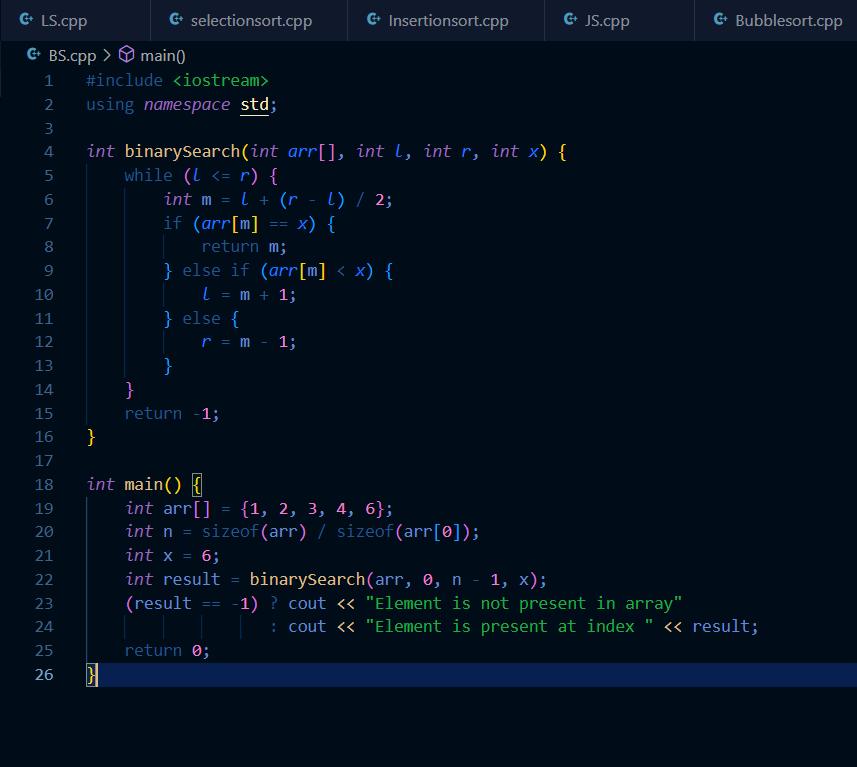 LS.cpp selectionsort.cpp Insertionsort.cpp JS.cpp Bubblesort.cpp
BS.cpp > main()
1 #include <iostream>
2 using namespace std;
3
4 int binarySearch(int arr[], int l, int r, int x) {
5     while (l <= r) {
6         int m = l + (r - l) / 2;
7         if (arr[m] == x) {
8             return m;
9         } else if (arr[m] < x) {
10             l = m + 1;
11         } else {
12             r = m - 1;
13         }
14     }
15     return -1;
16 }
17
18 int main() {
19     int arr[] = {1, 2, 3, 4, 6};
20     int n = sizeof(arr) / sizeof(arr[0]);
21     int x = 6;
22     int result = binarySearch(arr, 0, n - 1, x);
23     (result == -1) ? cout << "Element is not present in array"
24                    : cout << "Element is present at index " << result;
25     return 0;
26 }